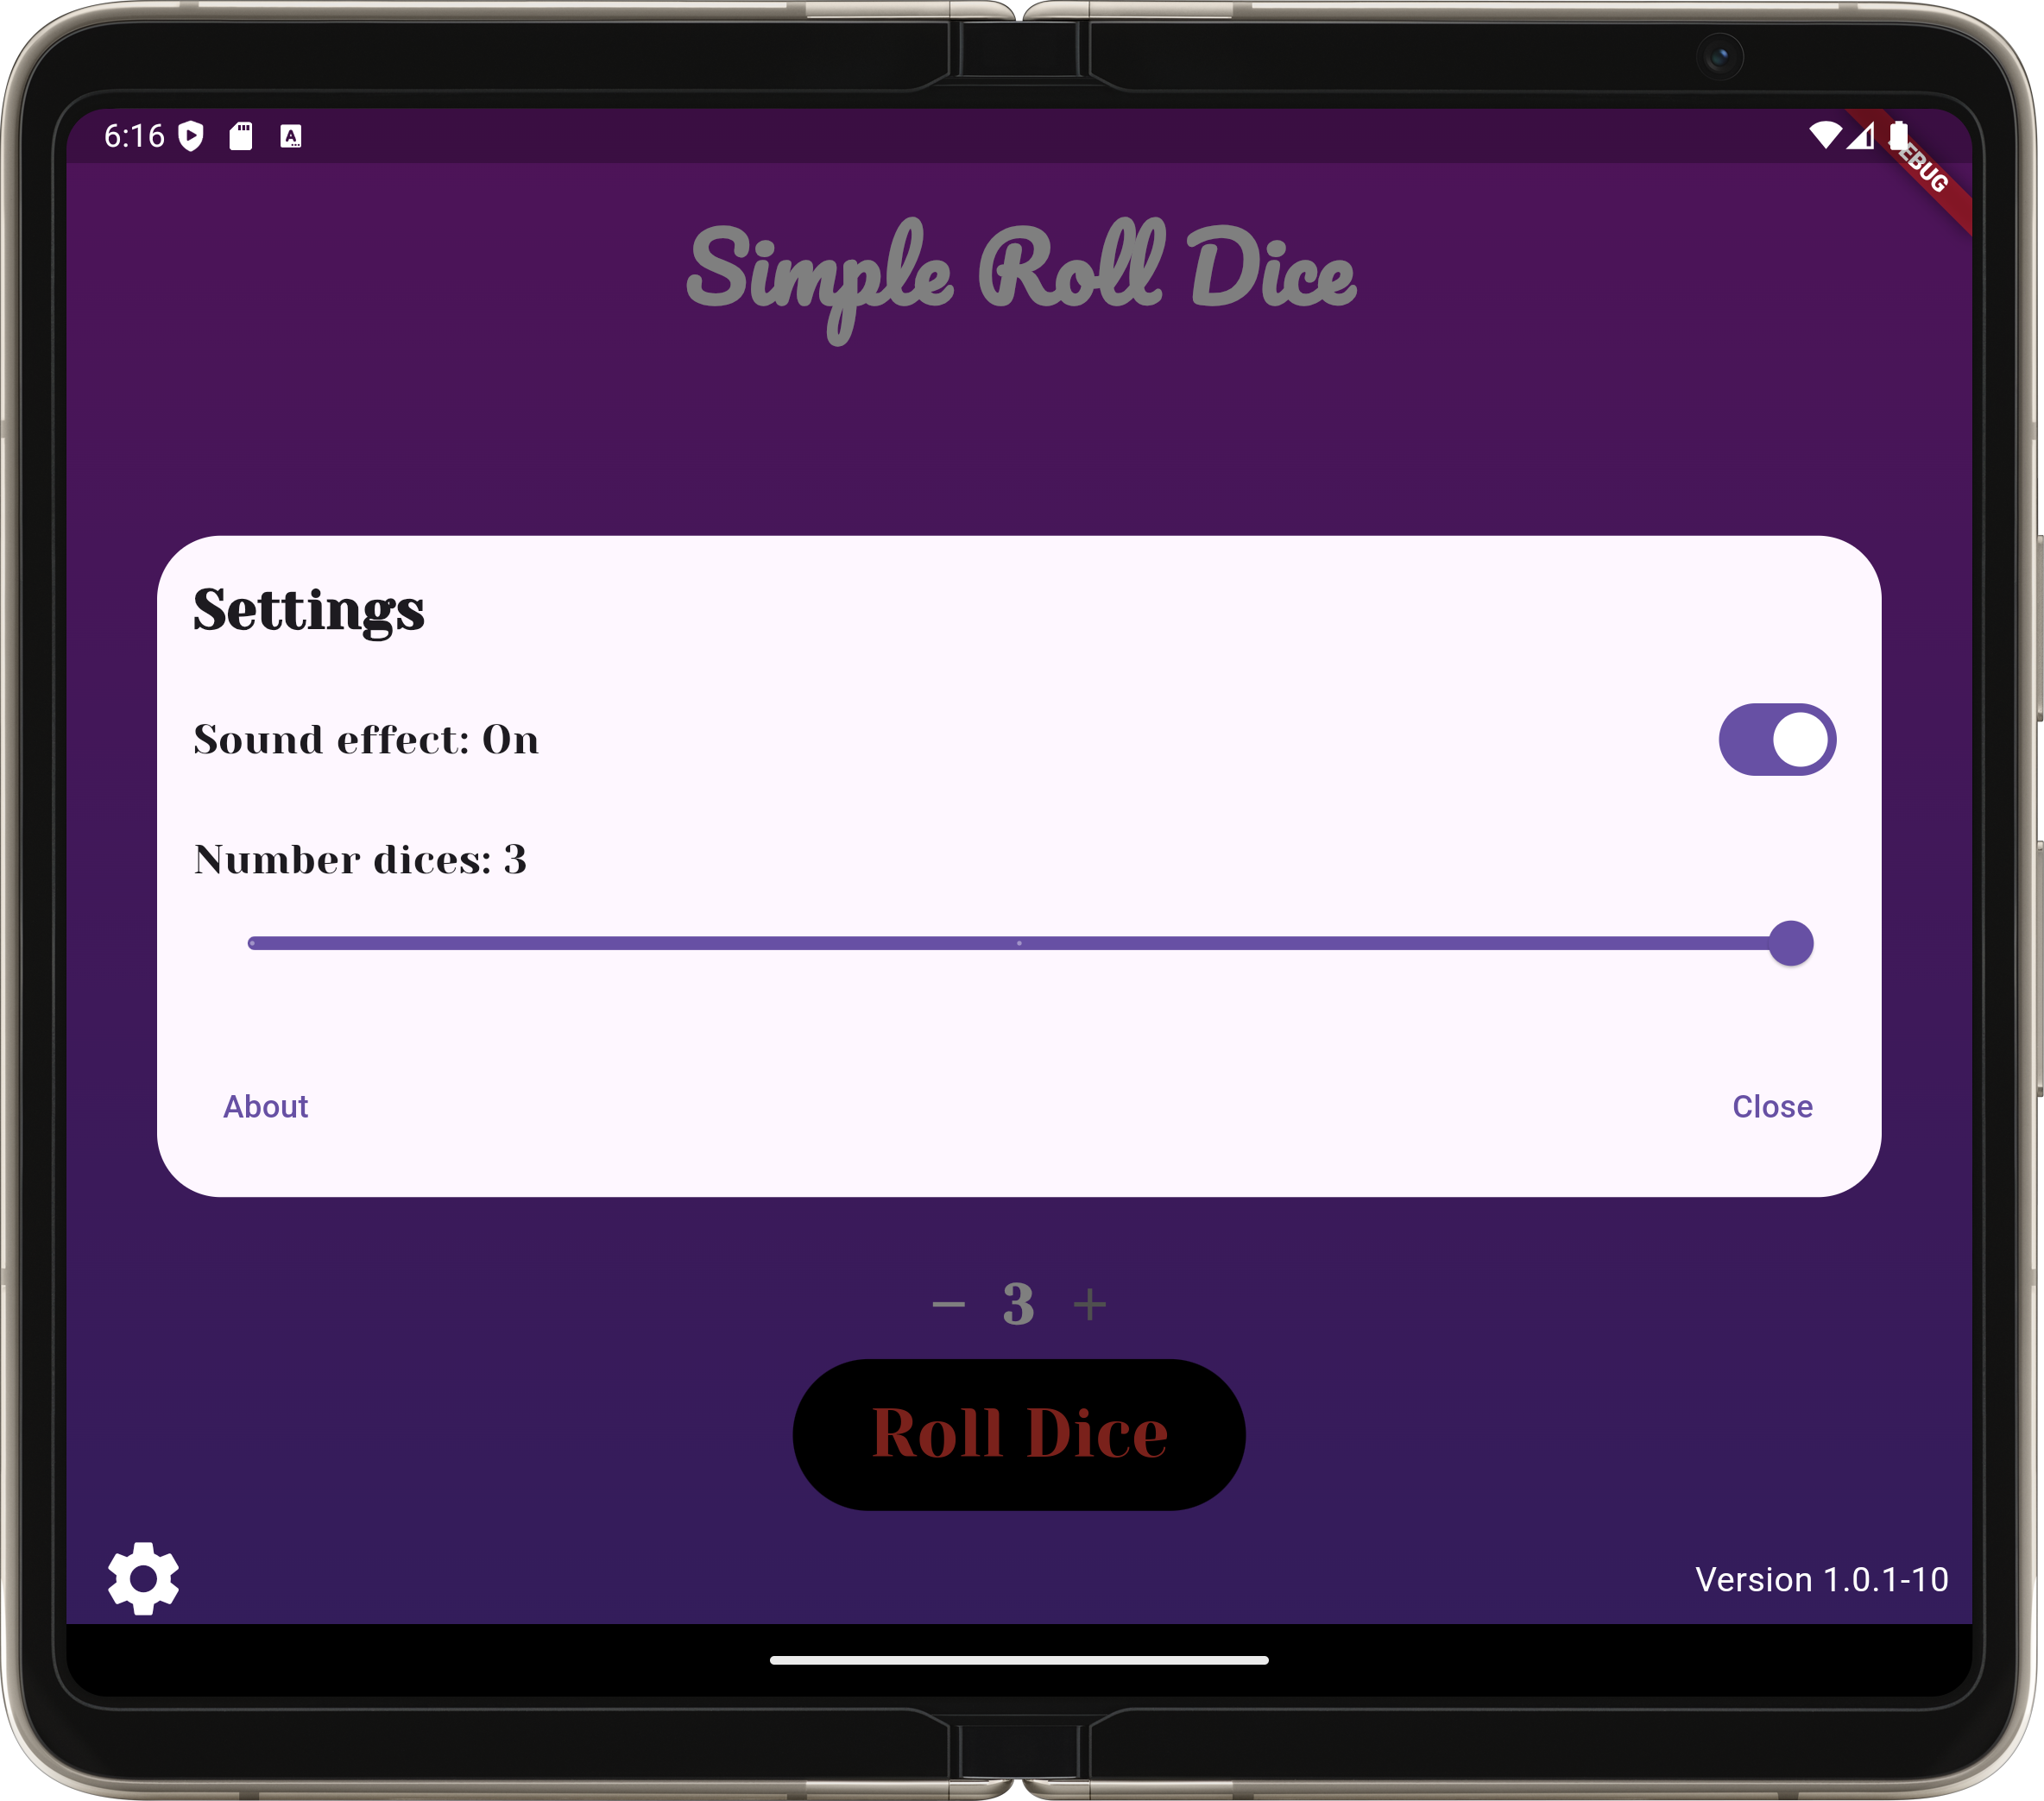 6:16
DEBUG
Simple Roll Dice
Settings
Sound effect: On
Number dices: 3
About Close
− 3 +
Roll Dice
Version 1.0.1-10